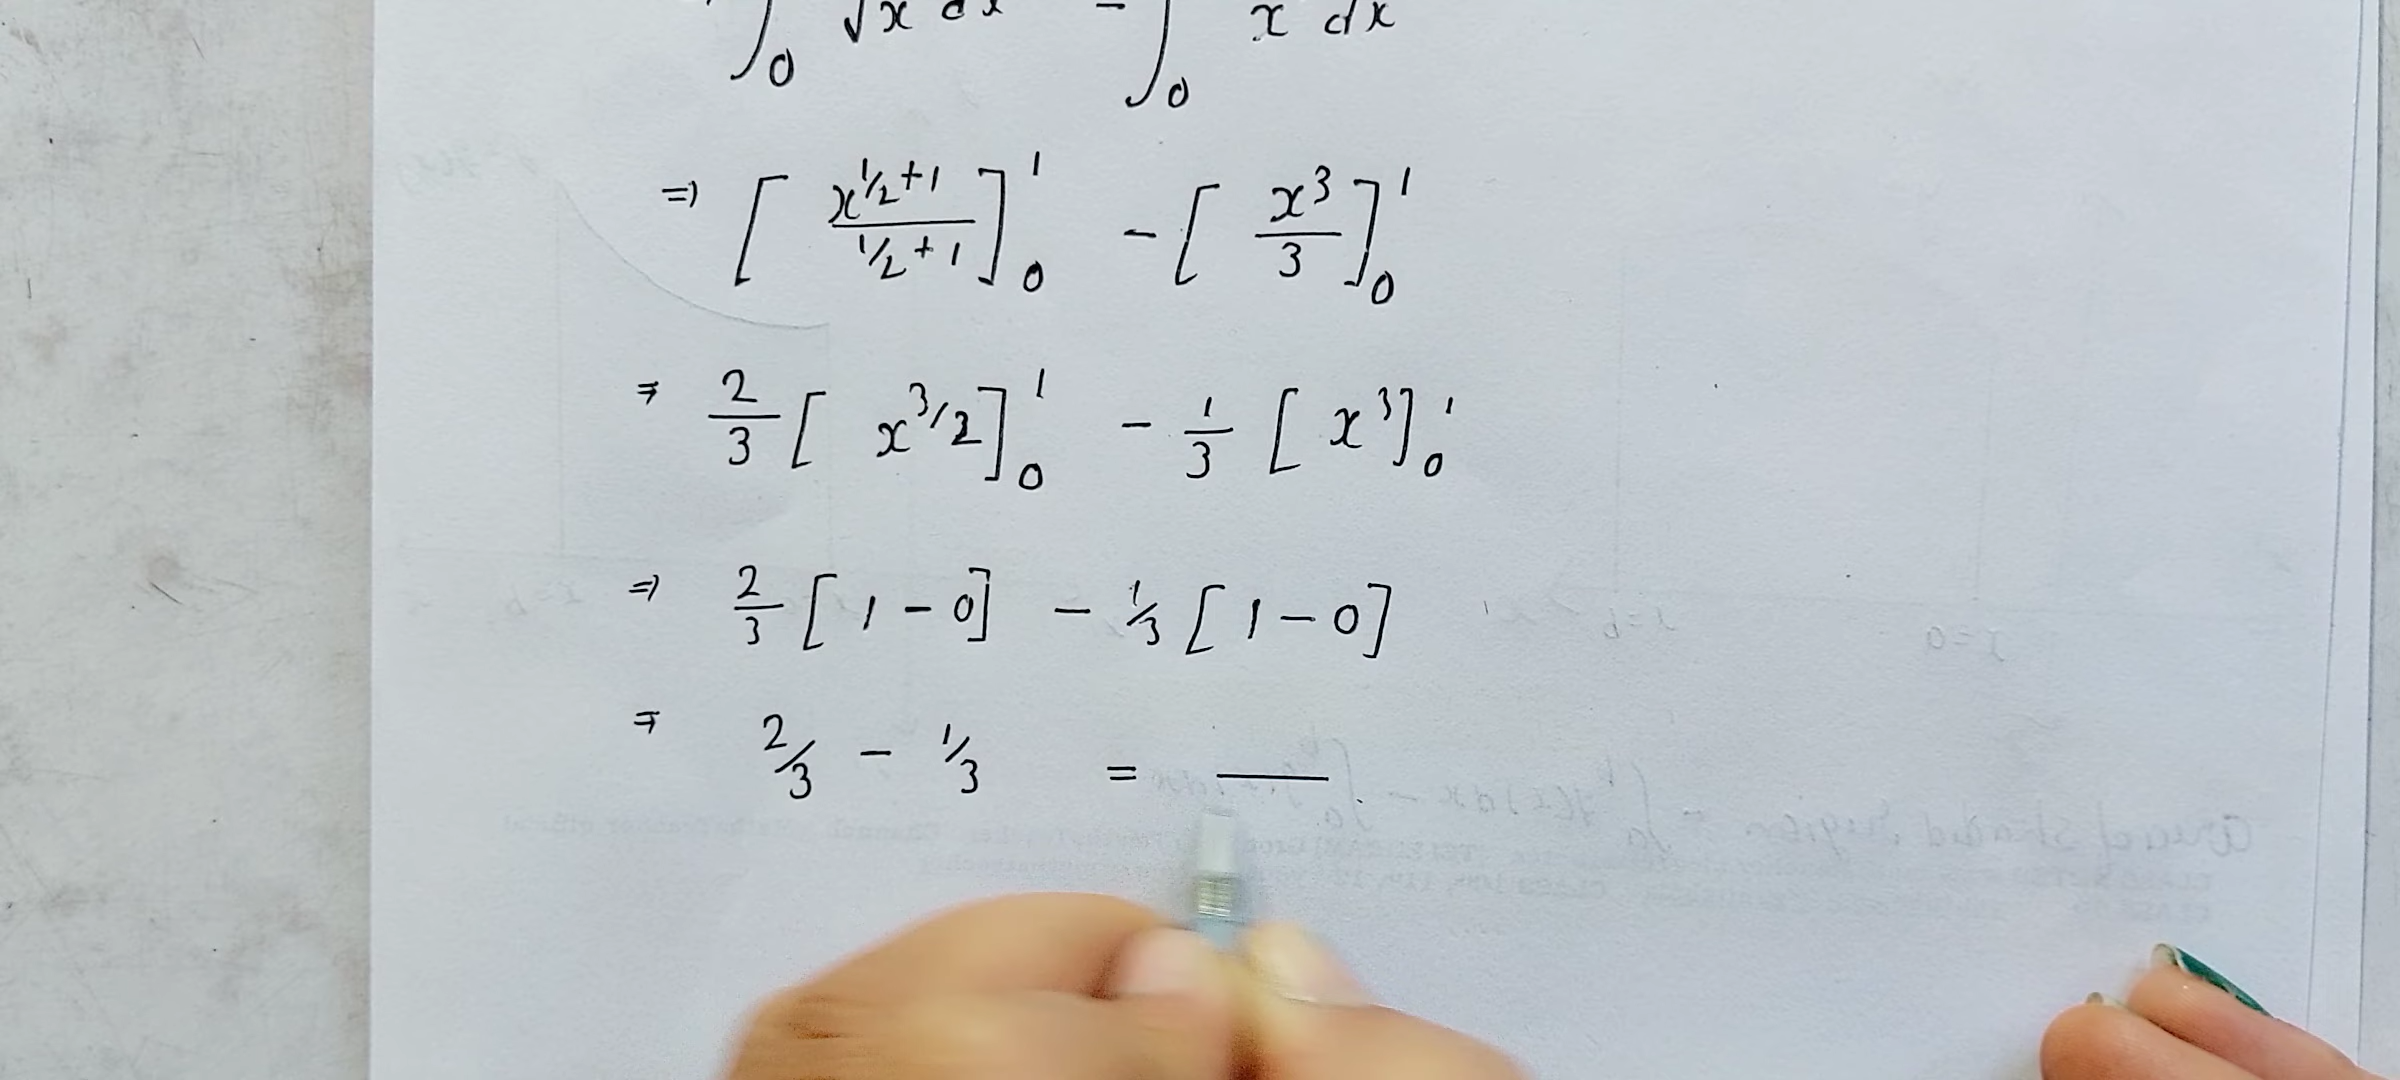 ∫₀ √x dx - ∫₀ x dx
⇒ [ x^(1/2+1) / (1/2+1) ]₀¹ - [ x³/3 ]₀¹
⇒ 2/3 [ x^(3/2) ]₀¹ - 1/3 [ x³ ]₀¹
⇒ 2/3 [ 1 - 0 ] - 1/3 [ 1 - 0 ]
⇒ 2/3 - 1/3 =